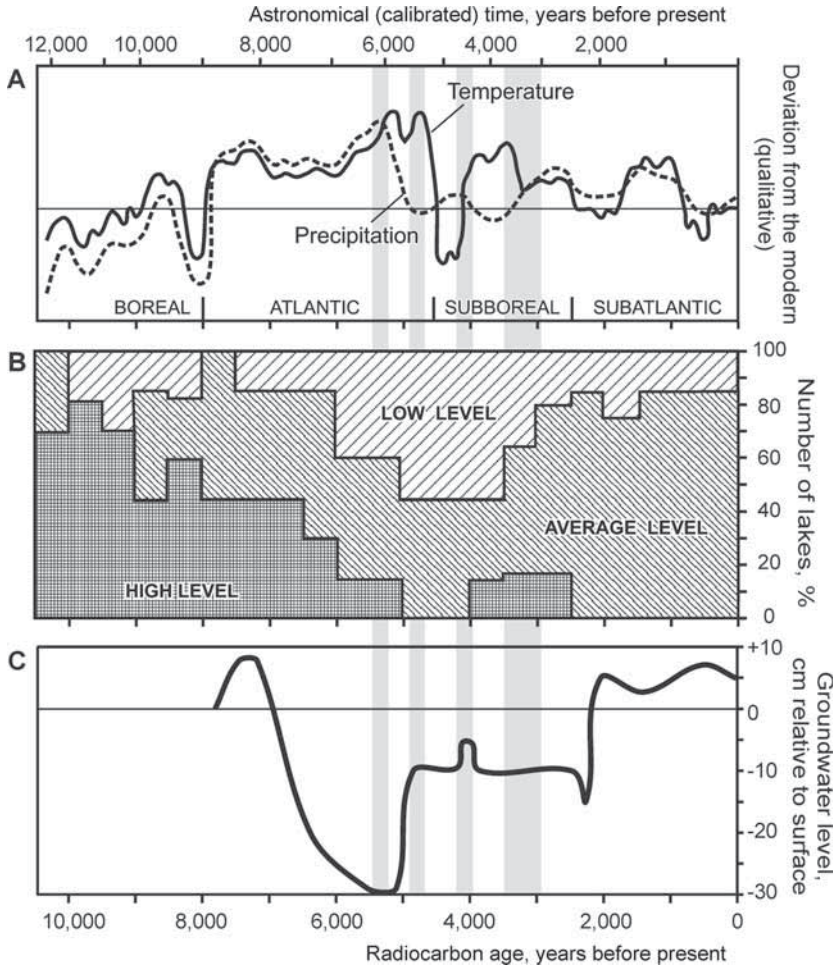 Astronomical (calibrated) time, years before present
12,000 10,000 8,000 6,000 4,000 2,000
A
Temperature
Precipitation
Deviation from the modern
(qualitative)
BOREAL ATLANTIC SUBBOREAL SUBATLANTIC
B
LOW LEVEL
AVERAGE LEVEL
HIGH LEVEL
100
80
60
40
20
0
Number of lakes, %
C
+10
0
-10
-20
-30
Groundwater level,
cm relative to surface
10,000 8,000 6,000 4,000 2,000 0
Radiocarbon age, years before present